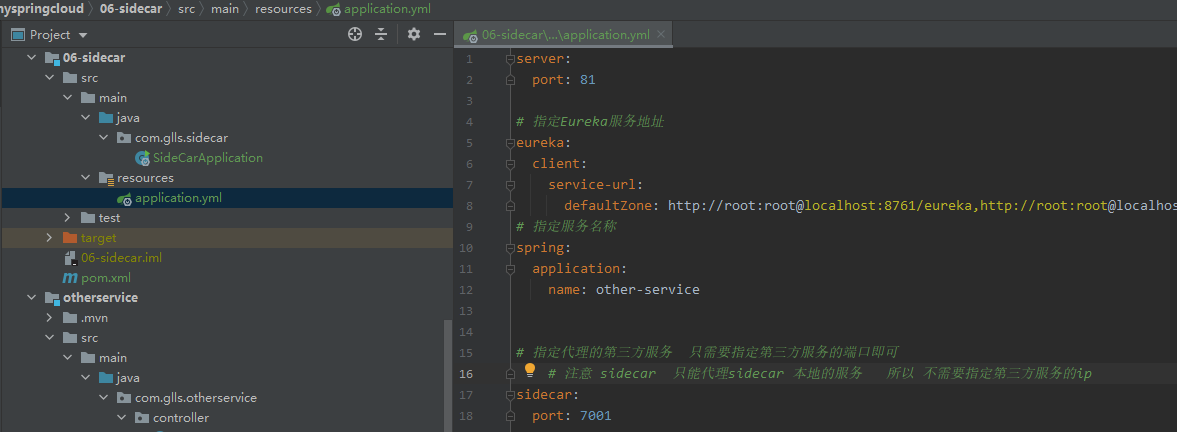 nyspringcloud 06-sidecar src main resources application.yml
Project
06-sidecar\...\application.yml
06-sidecar
src
main
java
com.glls.sidecar
SideCarApplication
resources
application.yml
test
target
06-sidecar.iml
pom.xml
otherservice
.mvn
src
main
java
com.glls.otherservice
controller
1 server:
2 port: 81
3
4 # 指定Eureka服务地址
5 eureka:
6 client:
7 service-url:
8 defaultZone: http://root:root@localhost:8761/eureka,http://root:root@localhos
9 # 指定服务名称
10 spring:
11 application:
12 name: other-service
13
14
15 # 指定代理的第三方服务 只需要指定第三方服务的端口即可
16 # 注意 sidecar 只能代理sidecar 本地的服务 所以 不需要指定第三方服务的ip
17 sidecar:
18 port: 7001